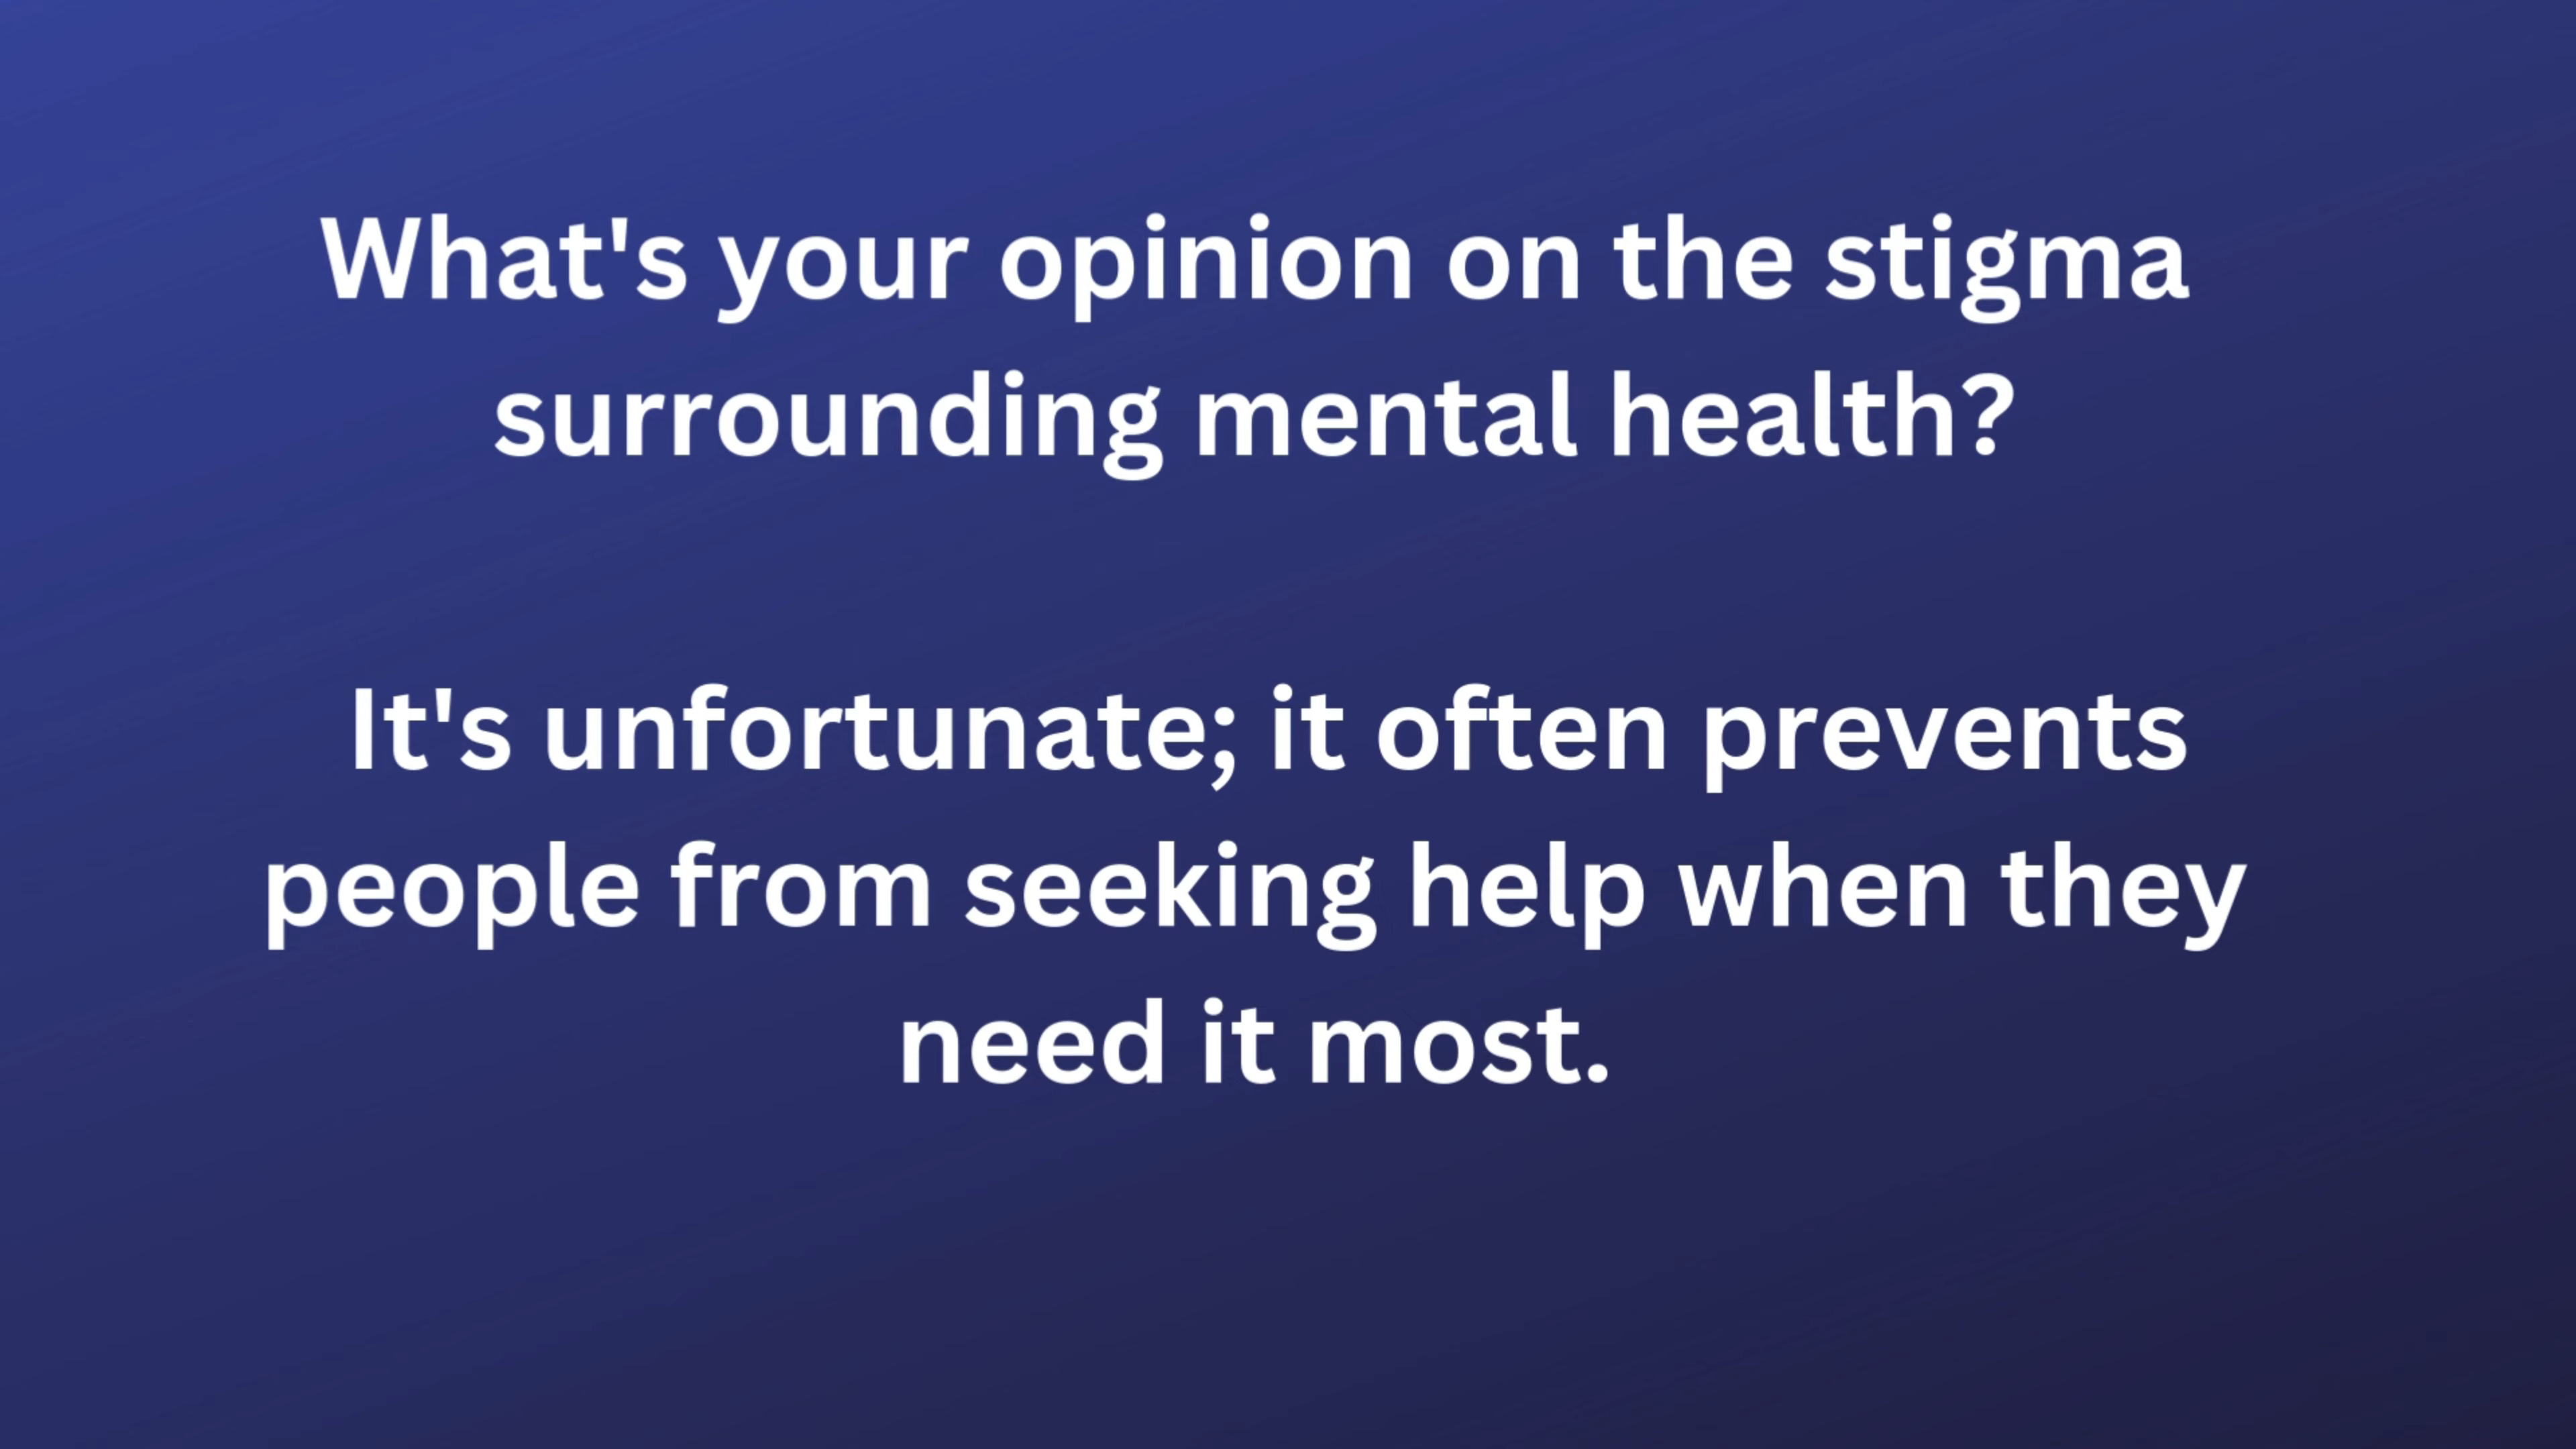 What's your opinion on the stigma
surrounding mental health?
It's unfortunate; it often prevents
people from seeking help when they
need it most.